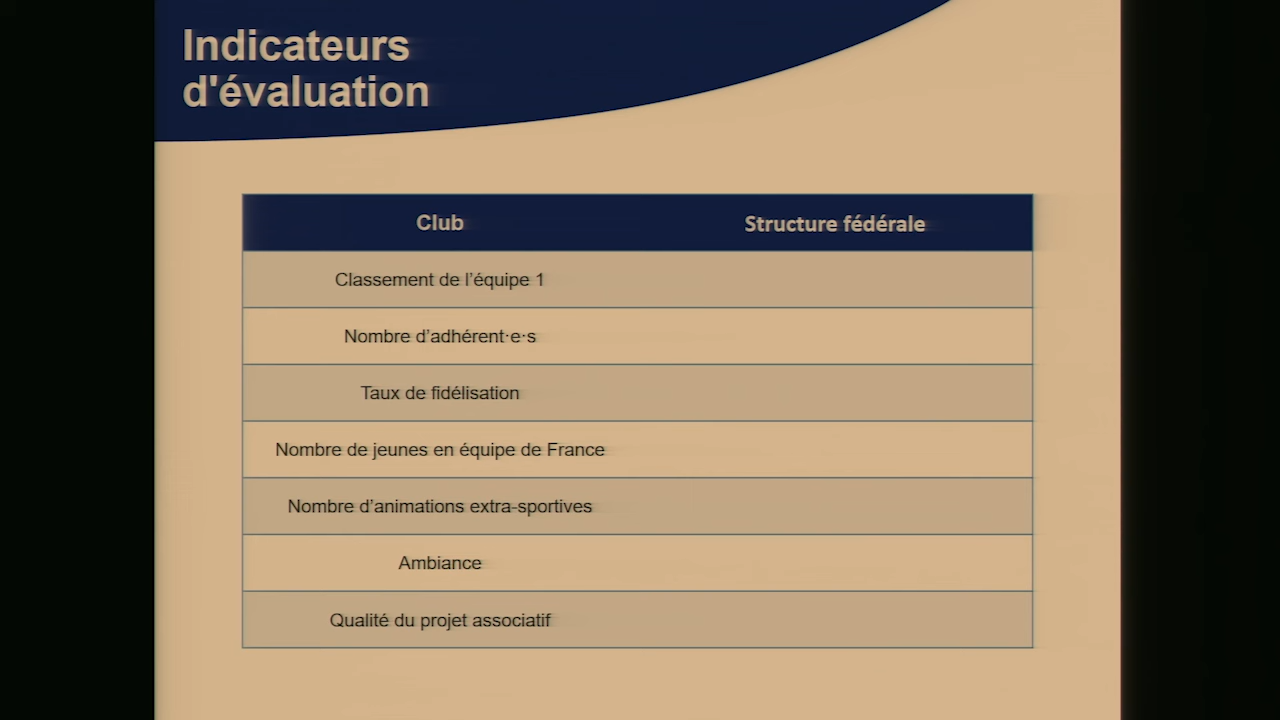 Indicateurs
d'évaluation
Club Structure fédérale
Classement de l’équipe 1
Nombre d’adhérent·e·s
Taux de fidélisation
Nombre de jeunes en équipe de France
Nombre d’animations extra-sportives
Ambiance
Qualité du projet associatif